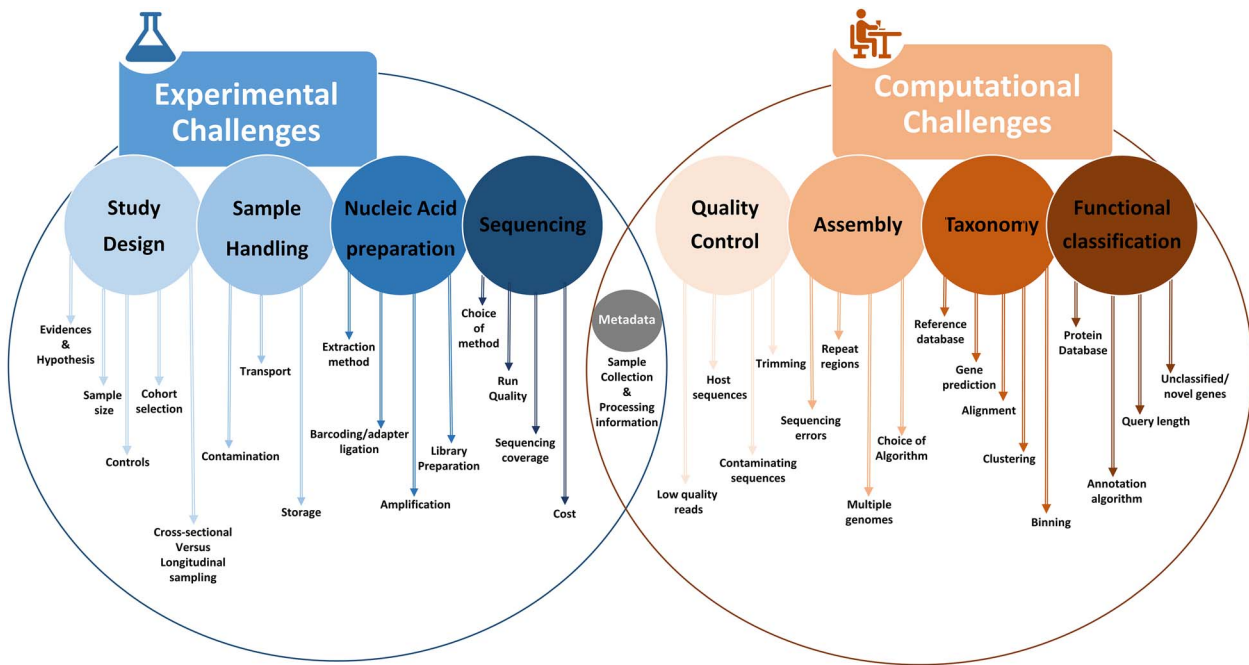 Experimental
Challenges
Computational
Challenges
Study
Design
Sample
Handling
Nucleic Acid
preparation
Sequencing
Quality
Control
Assembly
Taxonomy
Functional
classification
Evidences
&
Hypothesis
Sample
size
Controls
Cohort
selection
Cross-sectional
Versus
Longitudinal
sampling
Contamination
Transport
Storage
Extraction
method
Barcoding/adapter
ligation
Amplification
Library
Preparation
Choice
of
method
Run
Quality
Sequencing
coverage
Cost
Metadata
Sample
Collection
&
Processing
information
Low quality
reads
Host
sequences
Contaminating
sequences
Trimming
Sequencing
errors
Repeat
regions
Multiple
genomes
Choice of
Algorithm
Reference
database
Gene
prediction
Alignment
Clustering
Binning
Protein
Database
Annotation
algorithm
Query length
Unclassified/
novel genes